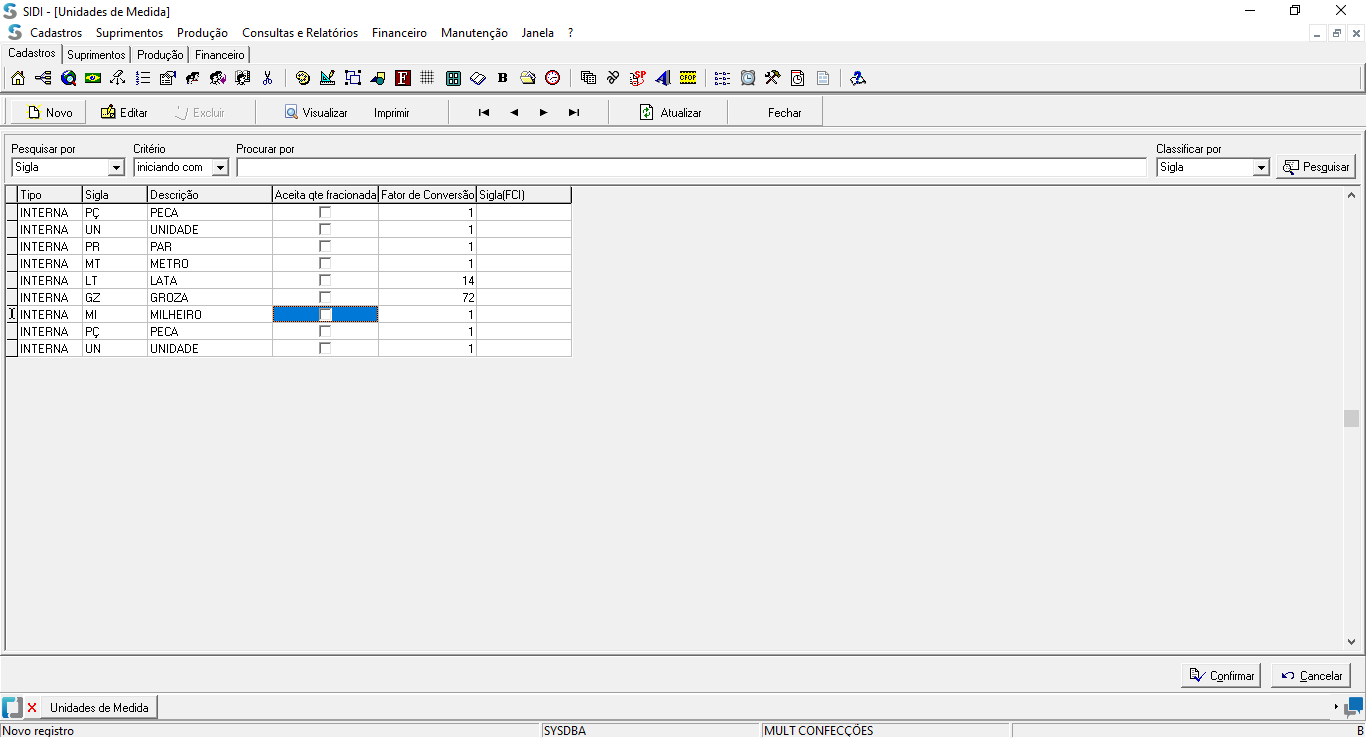 SIDI - [Unidades de Medida]
Cadastros Suprimentos Produção Consultas e Relatórios Financeiro Manutenção Janela ?
Cadastros Suprimentos Produção Financeiro
F B SP CFOP
Novo Editar Excluir Visualizar Imprimir Atualizar Fechar
Pesquisar por Critério Procurar por Classificar por
Sigla iniciando com Sigla Pesquisar
Tipo Sigla Descrição Aceita qte fracionada Fator de Conversão Sigla(FCI)
INTERNA PÇ PECA 1
INTERNA UN UNIDADE 1
INTERNA PR PAR 1
INTERNA MT METRO 1
INTERNA LT LATA 14
INTERNA GZ GROZA 72
INTERNA MI MILHEIRO 1
INTERNA PÇ PECA 1
INTERNA UN UNIDADE 1
Confirmar Cancelar
Unidades de Medida
Novo registro SYSDBA MULT CONFECÇÕES B